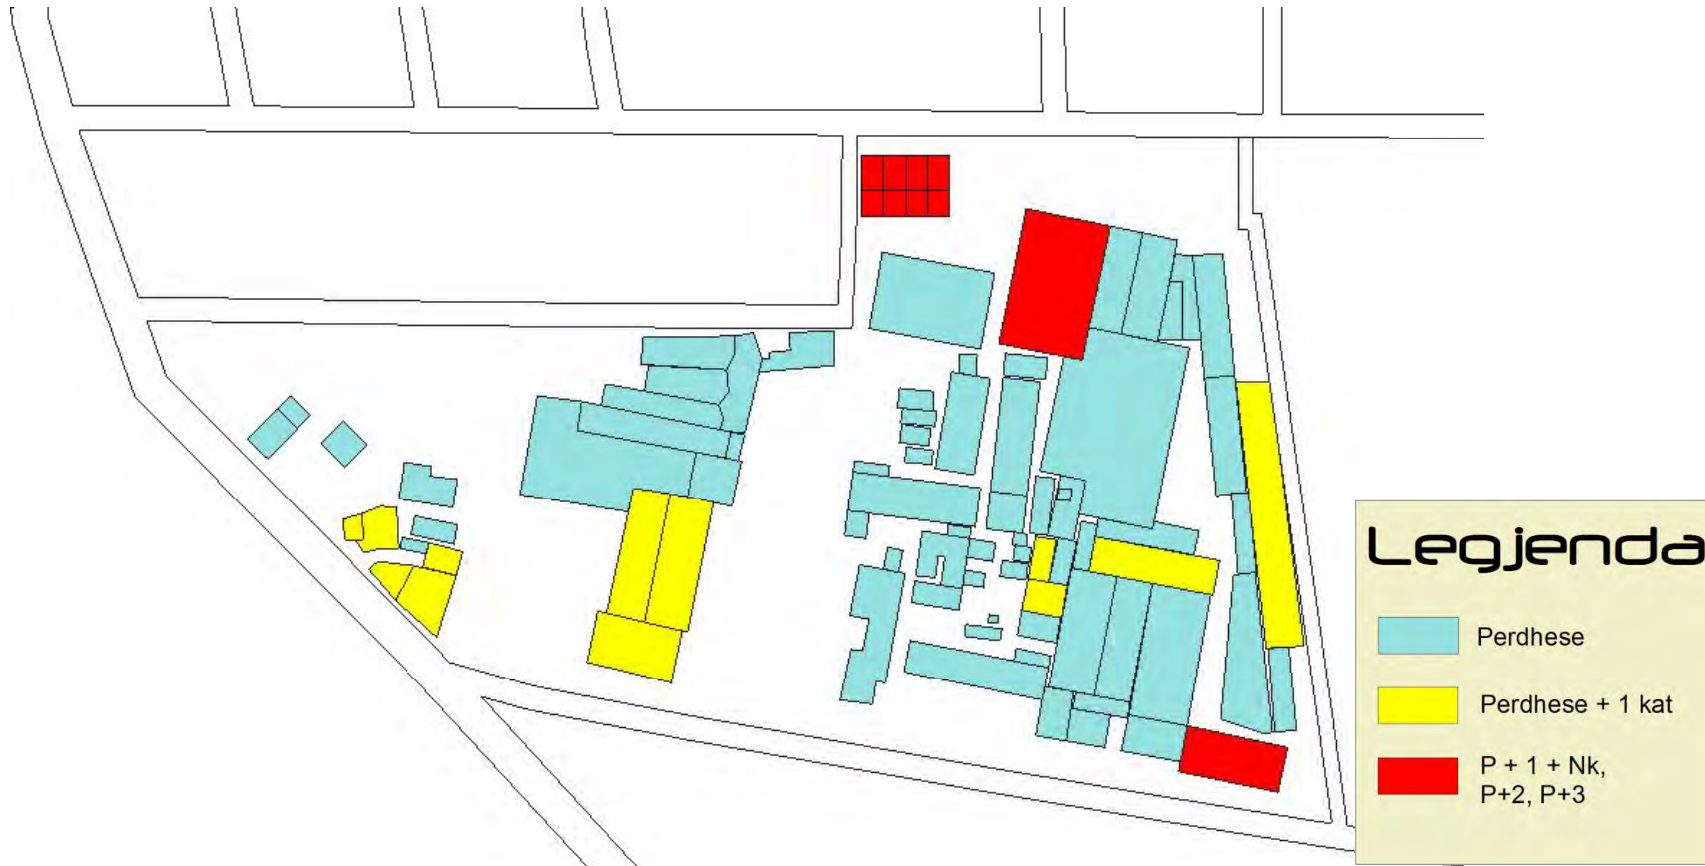 Legjenda
Perdhese
Perdhese + 1 kat
P + 1 + Nk,
P+2, P+3